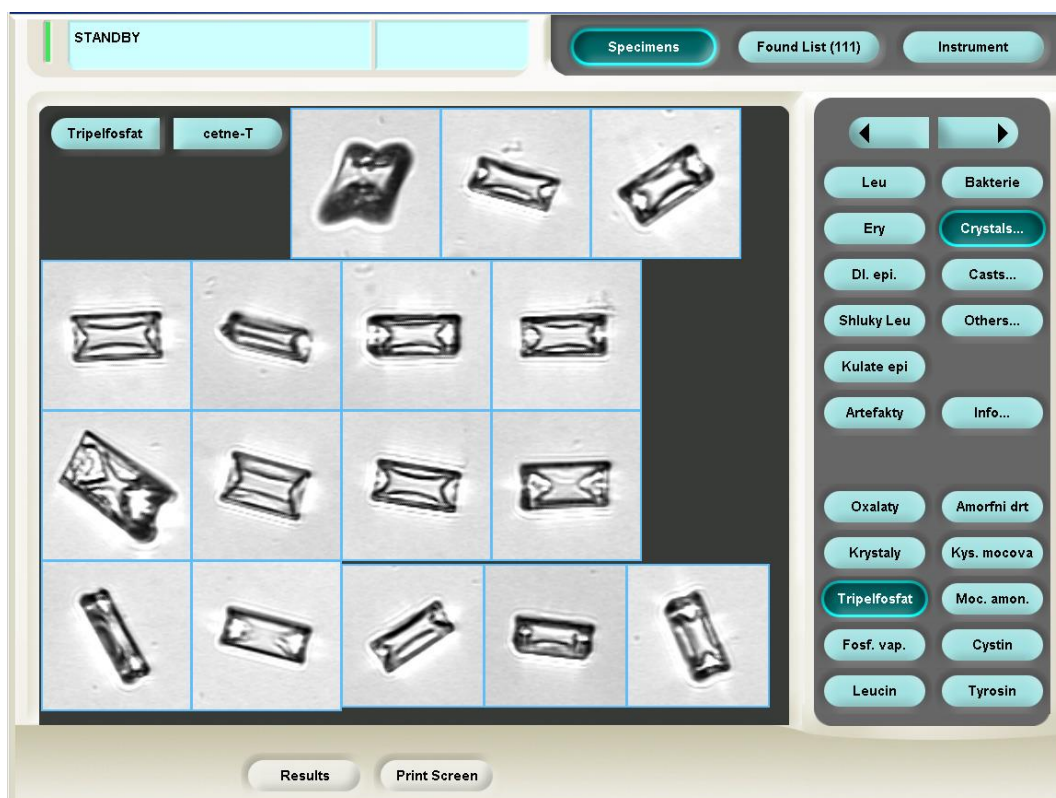 STANDBY
Specimens
Found List (111)
Instrument
Tripelfosfat
cetne-T
Leu
Bakterie
Ery
Crystals...
Dl. epi.
Casts...
Shluky Leu
Others...
Kulate epi
Artefakty
Info...
Oxalaty
Amorfni drt
Krystaly
Kys. mocova
Tripelfosfat
Moc. amon.
Fosf. vap.
Cystin
Leucin
Tyrosin
Results
Print Screen